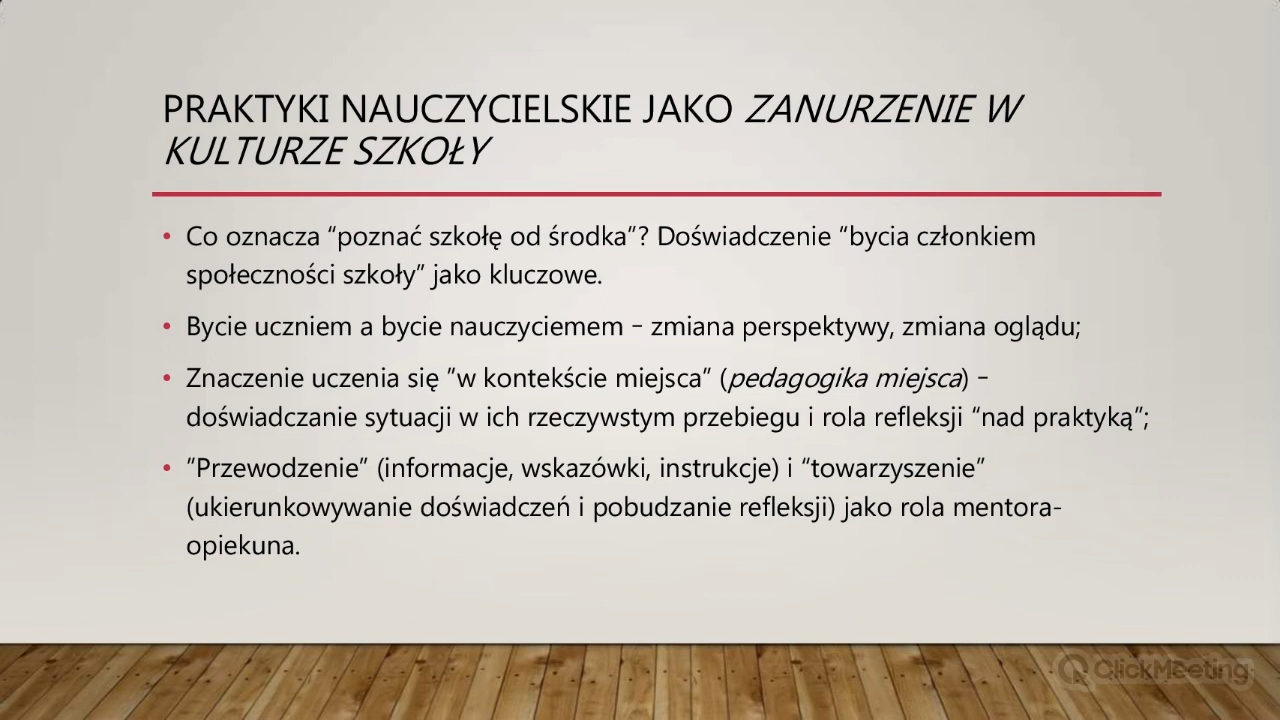 PRAKTYKI NAUCZYCIELSKIE JAKO ZANURZENIE W
KULTURZE SZKOŁY
• Co oznacza “poznać szkołę od środka”? Doświadczenie “bycia członkiem
społeczności szkoły” jako kluczowe.
• Bycie uczniem a bycie nauczyciemem – zmiana perspektywy, zmiana oglądu;
• Znaczenie uczenia się ”w kontekście miejsca” (pedagogika miejsca) –
doświadczanie sytuacji w ich rzeczywstym przebiegu i rola refleksji “nad praktyką”;
• ”Przewodzenie” (informacje, wskazówki, instrukcje) i “towarzyszenie”
(ukierunkowywanie doświadczeń i pobudzanie refleksji) jako rola mentora-
opiekuna.
ClickMeeting